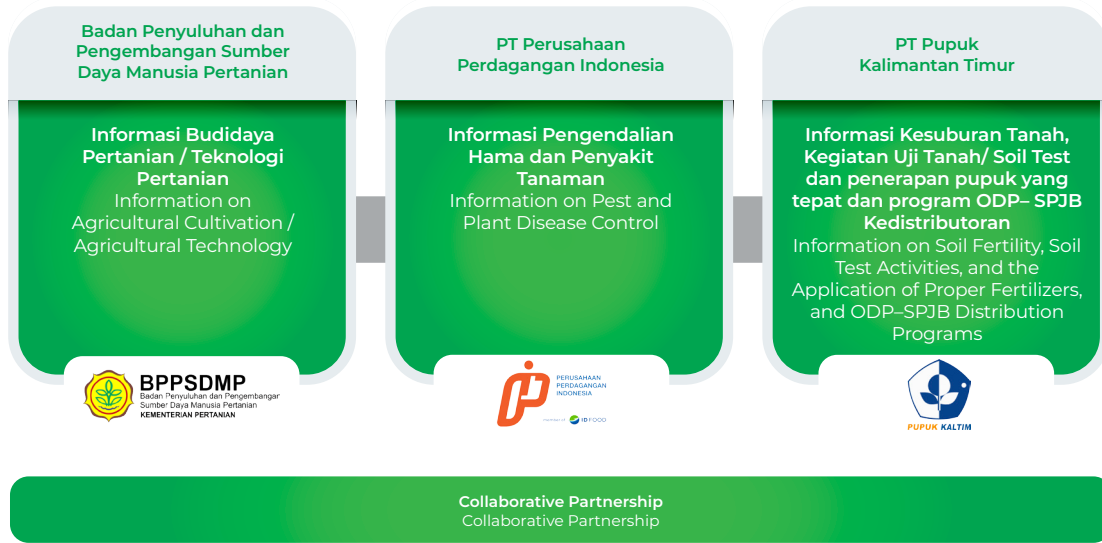 Badan Penyuluhan dan
Pengembangan Sumber
Daya Manusia Pertanian
Informasi Budidaya
Pertanian / Teknologi
Pertanian
Information on
Agricultural Cultivation /
Agricultural Technology
BPPSDMP
Badan Penyuluhan dan Pengembangan
Sumber Daya Manusia Pertanian
KEMENTERIAN PERTANIAN
PT Perusahaan
Perdagangan Indonesia
Informasi Pengendalian
Hama dan Penyakit
Tanaman
Information on Pest and
Plant Disease Control
PERUSAHAAN
PERDAGANGAN
INDONESIA
member of ID FOOD
PT Pupuk
Kalimantan Timur
Informasi Kesuburan Tanah,
Kegiatan Uji Tanah/ Soil Test
dan penerapan pupuk yang
tepat dan program ODP– SPJB
Kedistributoran
Information on Soil Fertility, Soil
Test Activities, and the
Application of Proper Fertilizers,
and ODP–SPJB Distribution
Programs
PUPUK KALTIM
Collaborative Partnership
Collaborative Partnership